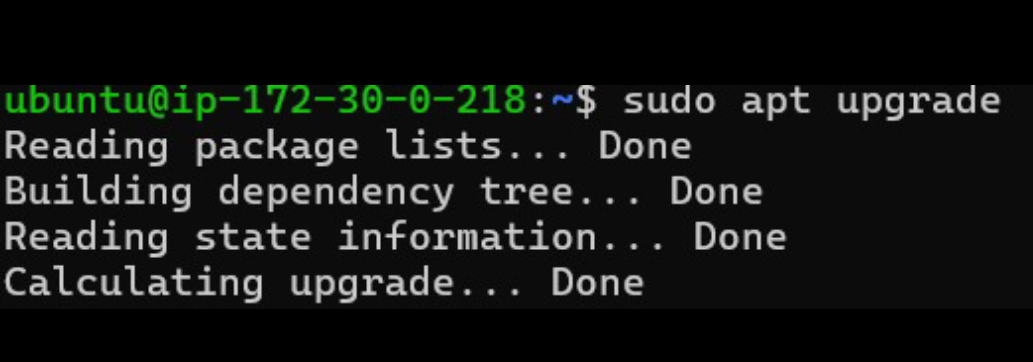 ubuntu@ip-172-30-0-218:~$ sudo apt upgrade
Reading package lists... Done
Building dependency tree... Done
Reading state information... Done
Calculating upgrade... Done